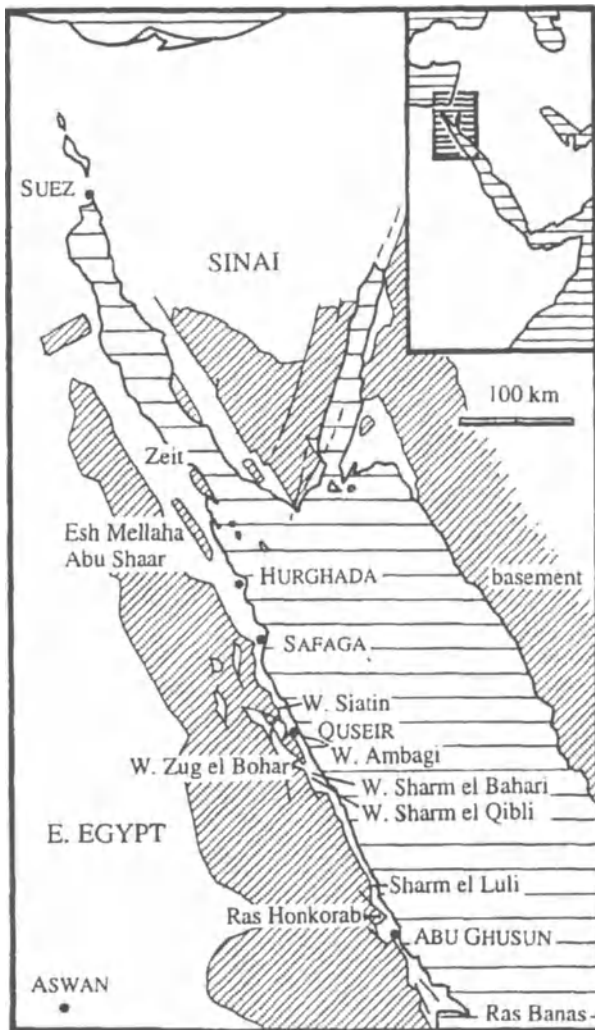 SUEZ
SINAI
100 km
Zeit
Esh Mellaha
Abu Shaar
HURGHADA
basement
SAFAGA
W. Siatin
QUSEIR
W. Ambagi
W. Zug el Bohar
W. Sharm el Bahari
W. Sharm el Qibli
E. EGYPT
Sharm el Luli
Ras Honkorab
ABU GHUSUN
ASWAN
Ras Banas